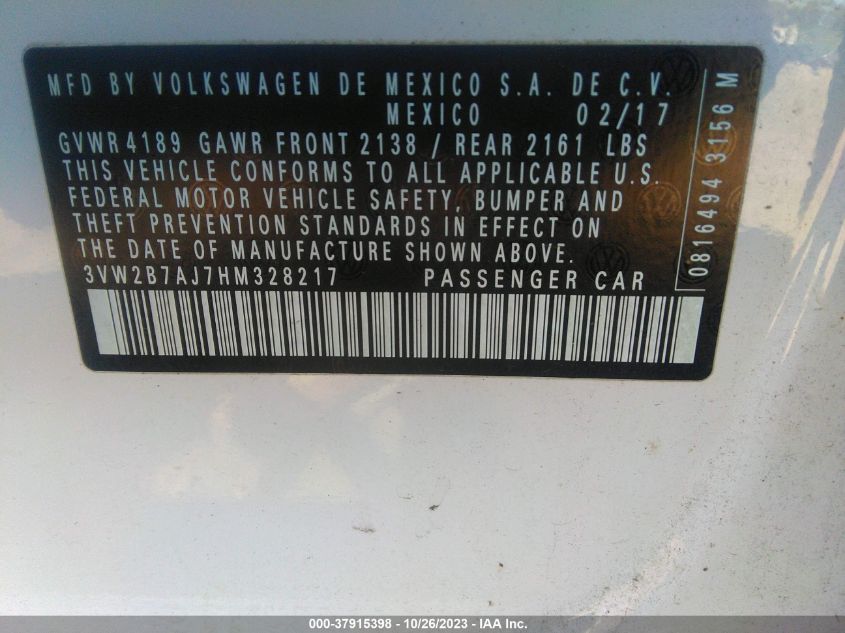 MFD BY VOLKSWAGEN DE MEXICO S.A. DE C.V.
MEXICO 02/17
GVWR 4189 GAWR FRONT 2138 / REAR 2161 LBS
THIS VEHICLE CONFORMS TO ALL APPLICABLE U.S.
FEDERAL MOTOR VEHICLE SAFETY, BUMPER AND
THEFT PREVENTION STANDARDS IN EFFECT ON
THE DATE OF MANUFACTURE SHOWN ABOVE.
3VW2B7AJ7HM328217 PASSENGER CAR
0816494 3156 M
000-37915398 - 10/26/2023 - IAA Inc.